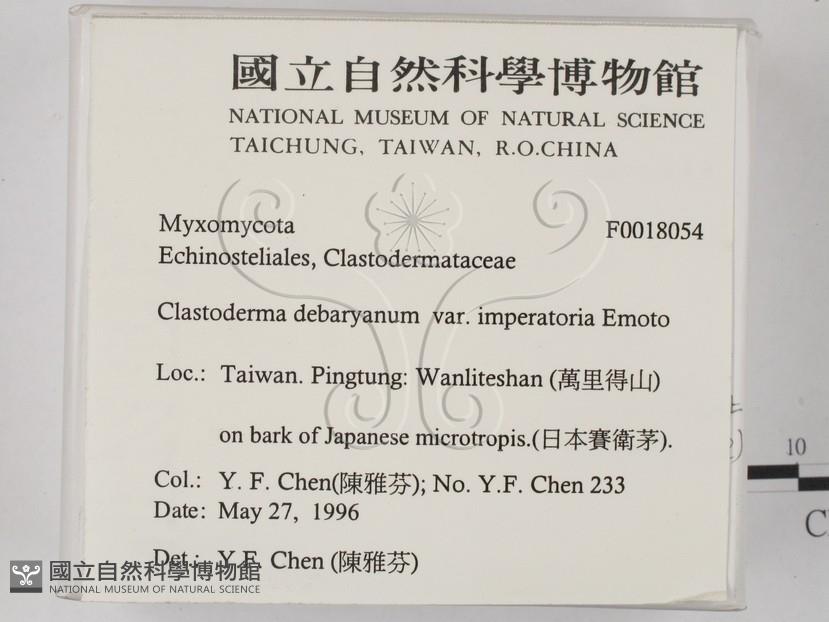 國立自然科學博物館
NATIONAL MUSEUM OF NATURAL SCIENCE
TAICHUNG, TAIWAN, R.O.CHINA
Myxomycota F0018054
Echinosteliales, Clastodermataceae
Clastoderma debaryanum var. imperatoria Emoto
Loc.: Taiwan. Pingtung: Wanliteshan (萬里得山)
on bark of Japanese microtropis.(日本賽衛茅).
Col.: Y. F. Chen(陳雅芬); No. Y.F. Chen 233
Date: May 27, 1996
Det.: Y.F. Chen (陳雅芬)
國立自然科學博物館
NATIONAL MUSEUM OF NATURAL SCIENCE
10